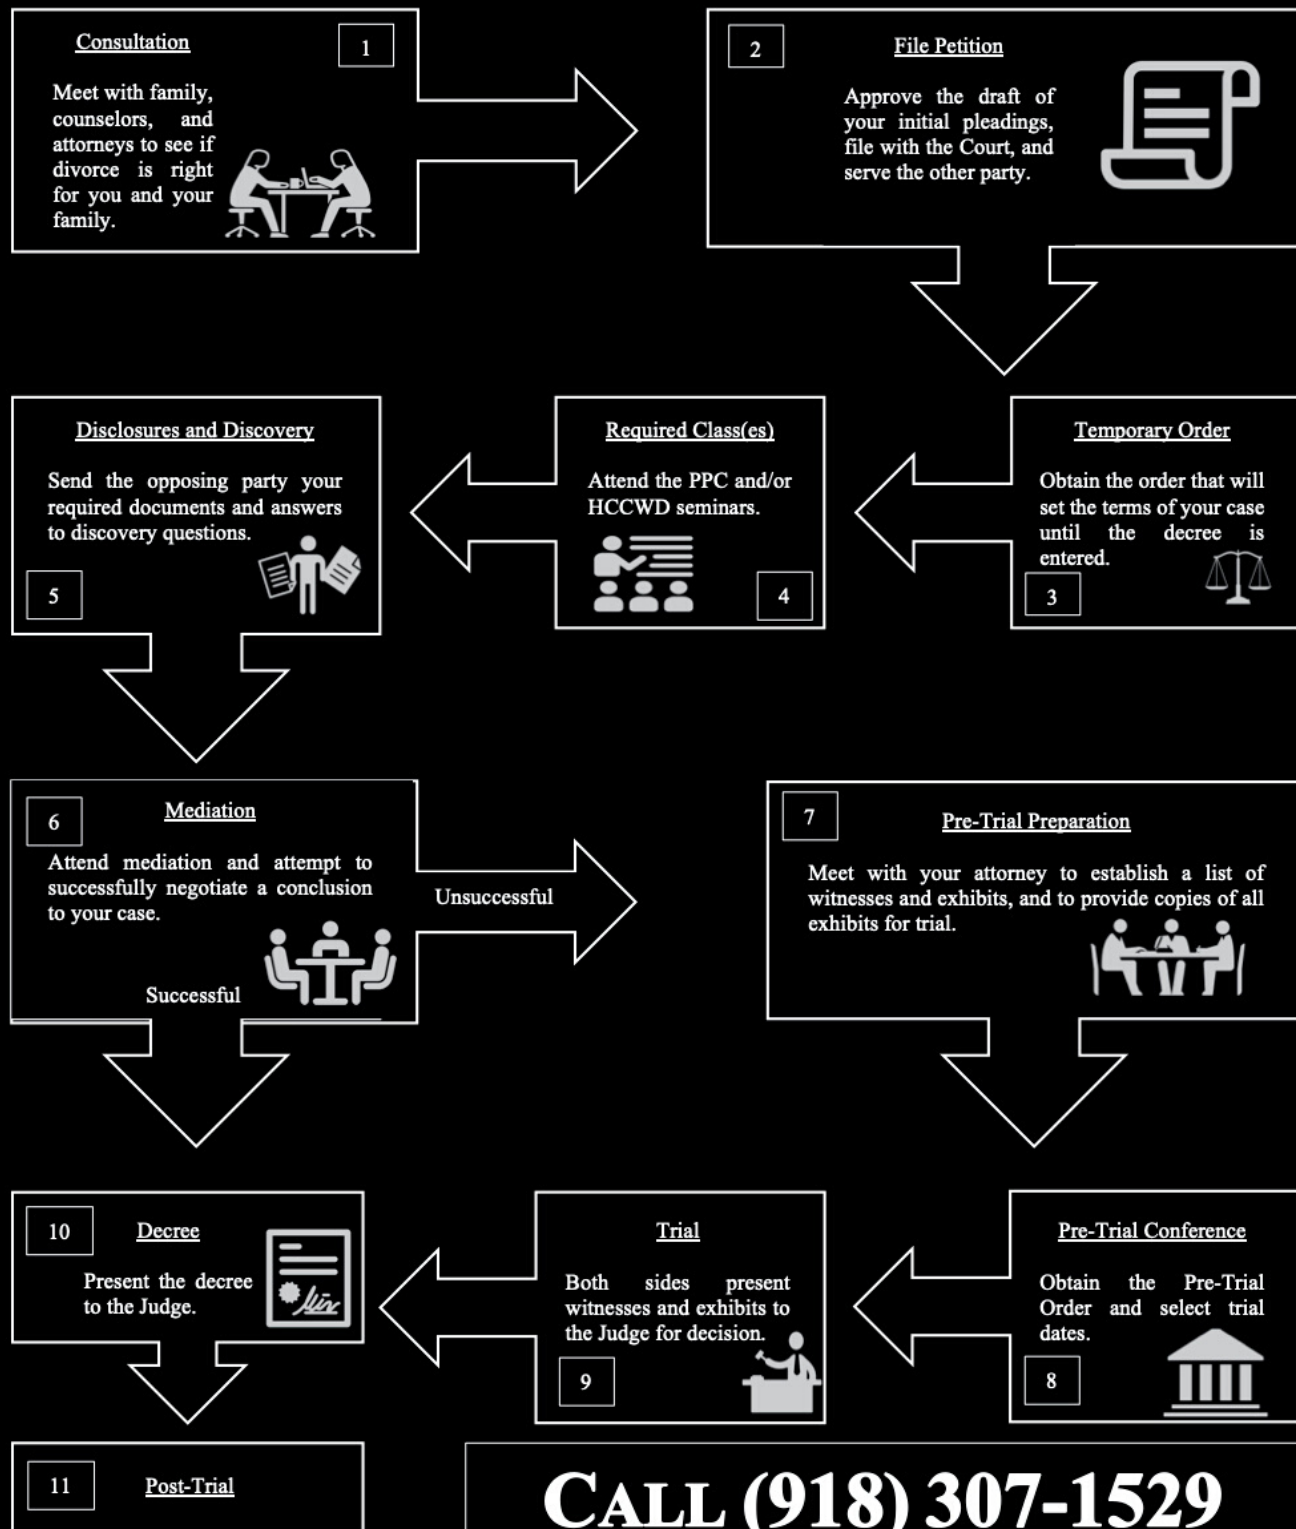 Consultation
1
Meet with family,
counselors, and
attorneys to see if
divorce is right
for you and your
family.
2
File Petition
Approve the draft of
your initial pleadings,
file with the Court, and
serve the other party.
Temporary Order
Obtain the order that will
set the terms of your case
until the decree is
entered.
3
Required Class(es)
Attend the PPC and/or
HCCWD seminars.
4
Disclosures and Discovery
Send the opposing party your
required documents and answers
to discovery questions.
5
6
Mediation
Attend mediation and attempt to
successfully negotiate a conclusion
to your case.
Successful
Unsuccessful
7
Pre-Trial Preparation
Meet with your attorney to establish a list of
witnesses and exhibits, and to provide copies of all
exhibits for trial.
Pre-Trial Conference
Obtain the Pre-Trial
Order and select trial
dates.
8
Trial
Both sides present
witnesses and exhibits to
the Judge for decision.
9
10
Decree
Present the decree
to the Judge.
11
Post-Trial
CALL (918) 307-1529